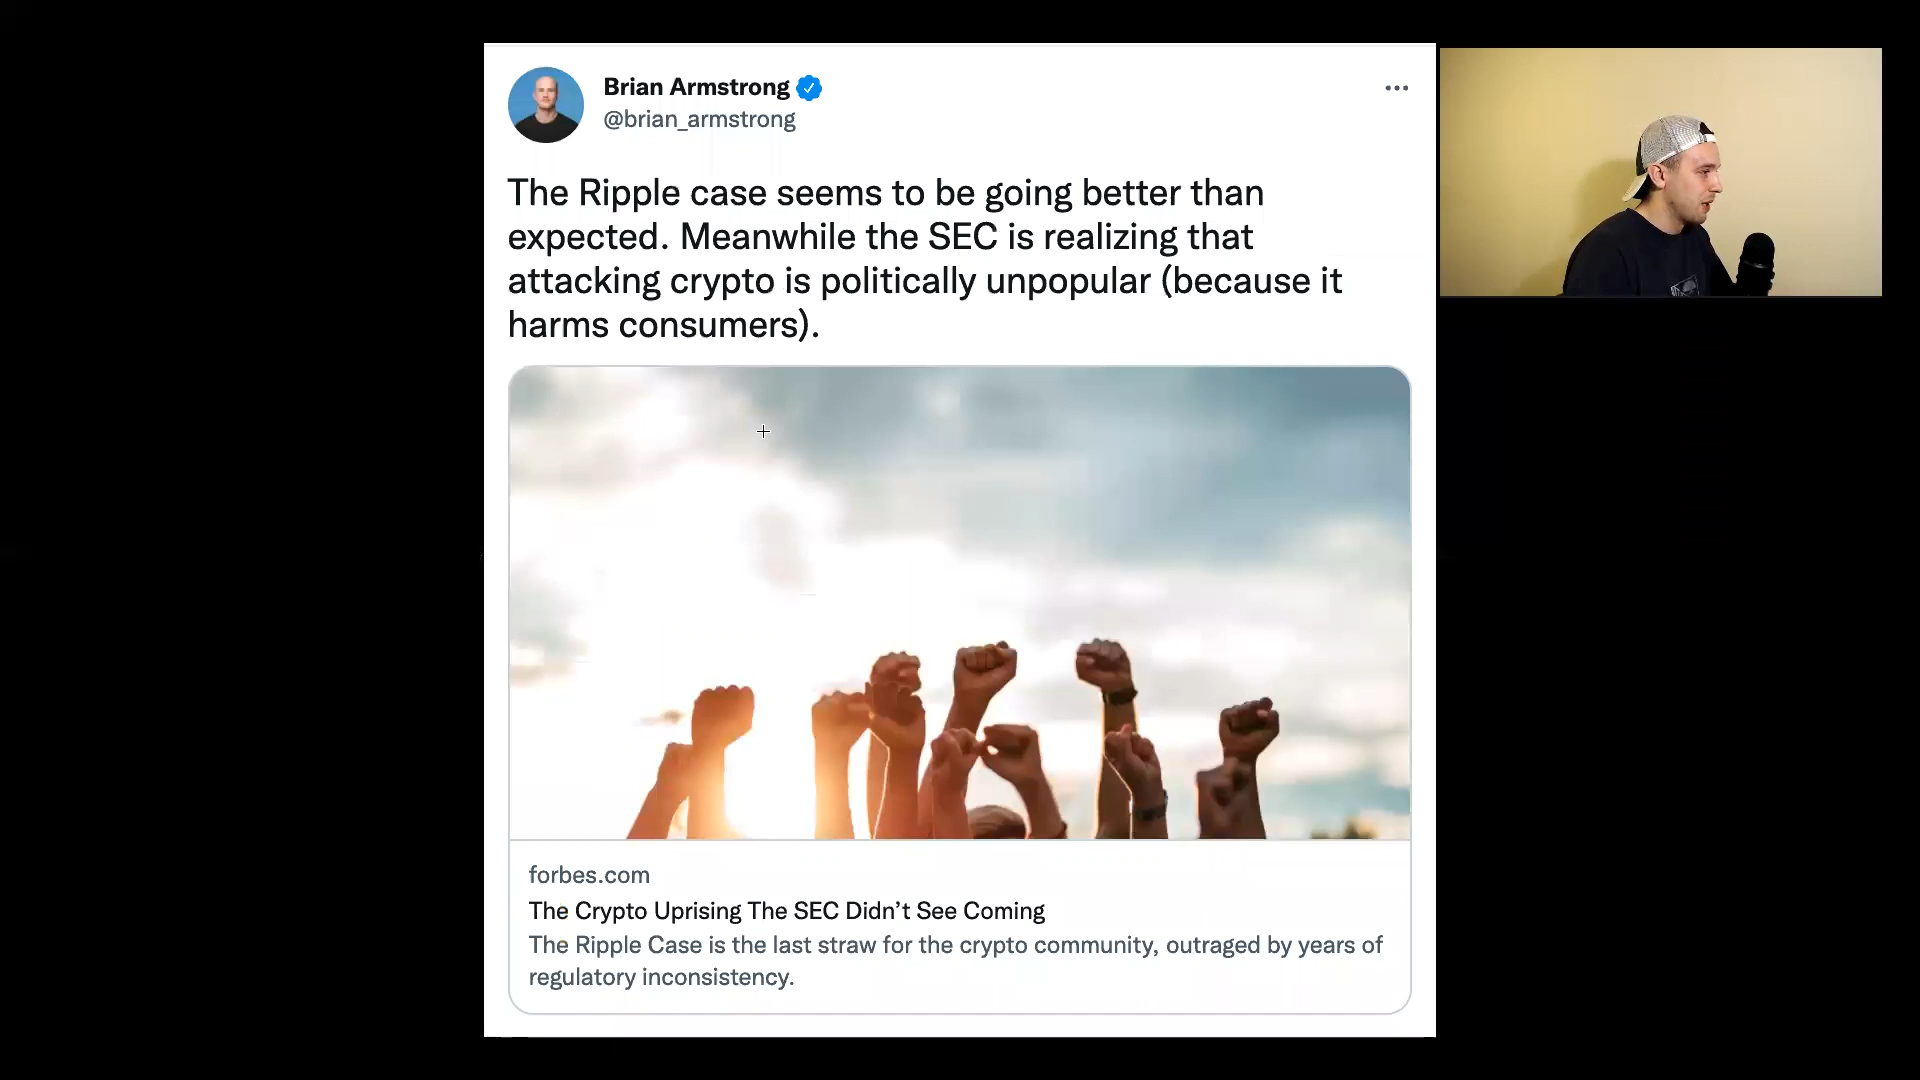 Brian Armstrong
@brian_armstrong
The Ripple case seems to be going better than
expected. Meanwhile the SEC is realizing that
attacking crypto is politically unpopular (because it
harms consumers).
forbes.com
The Crypto Uprising The SEC Didn’t See Coming
The Ripple Case is the last straw for the crypto community, outraged by years of
regulatory inconsistency.